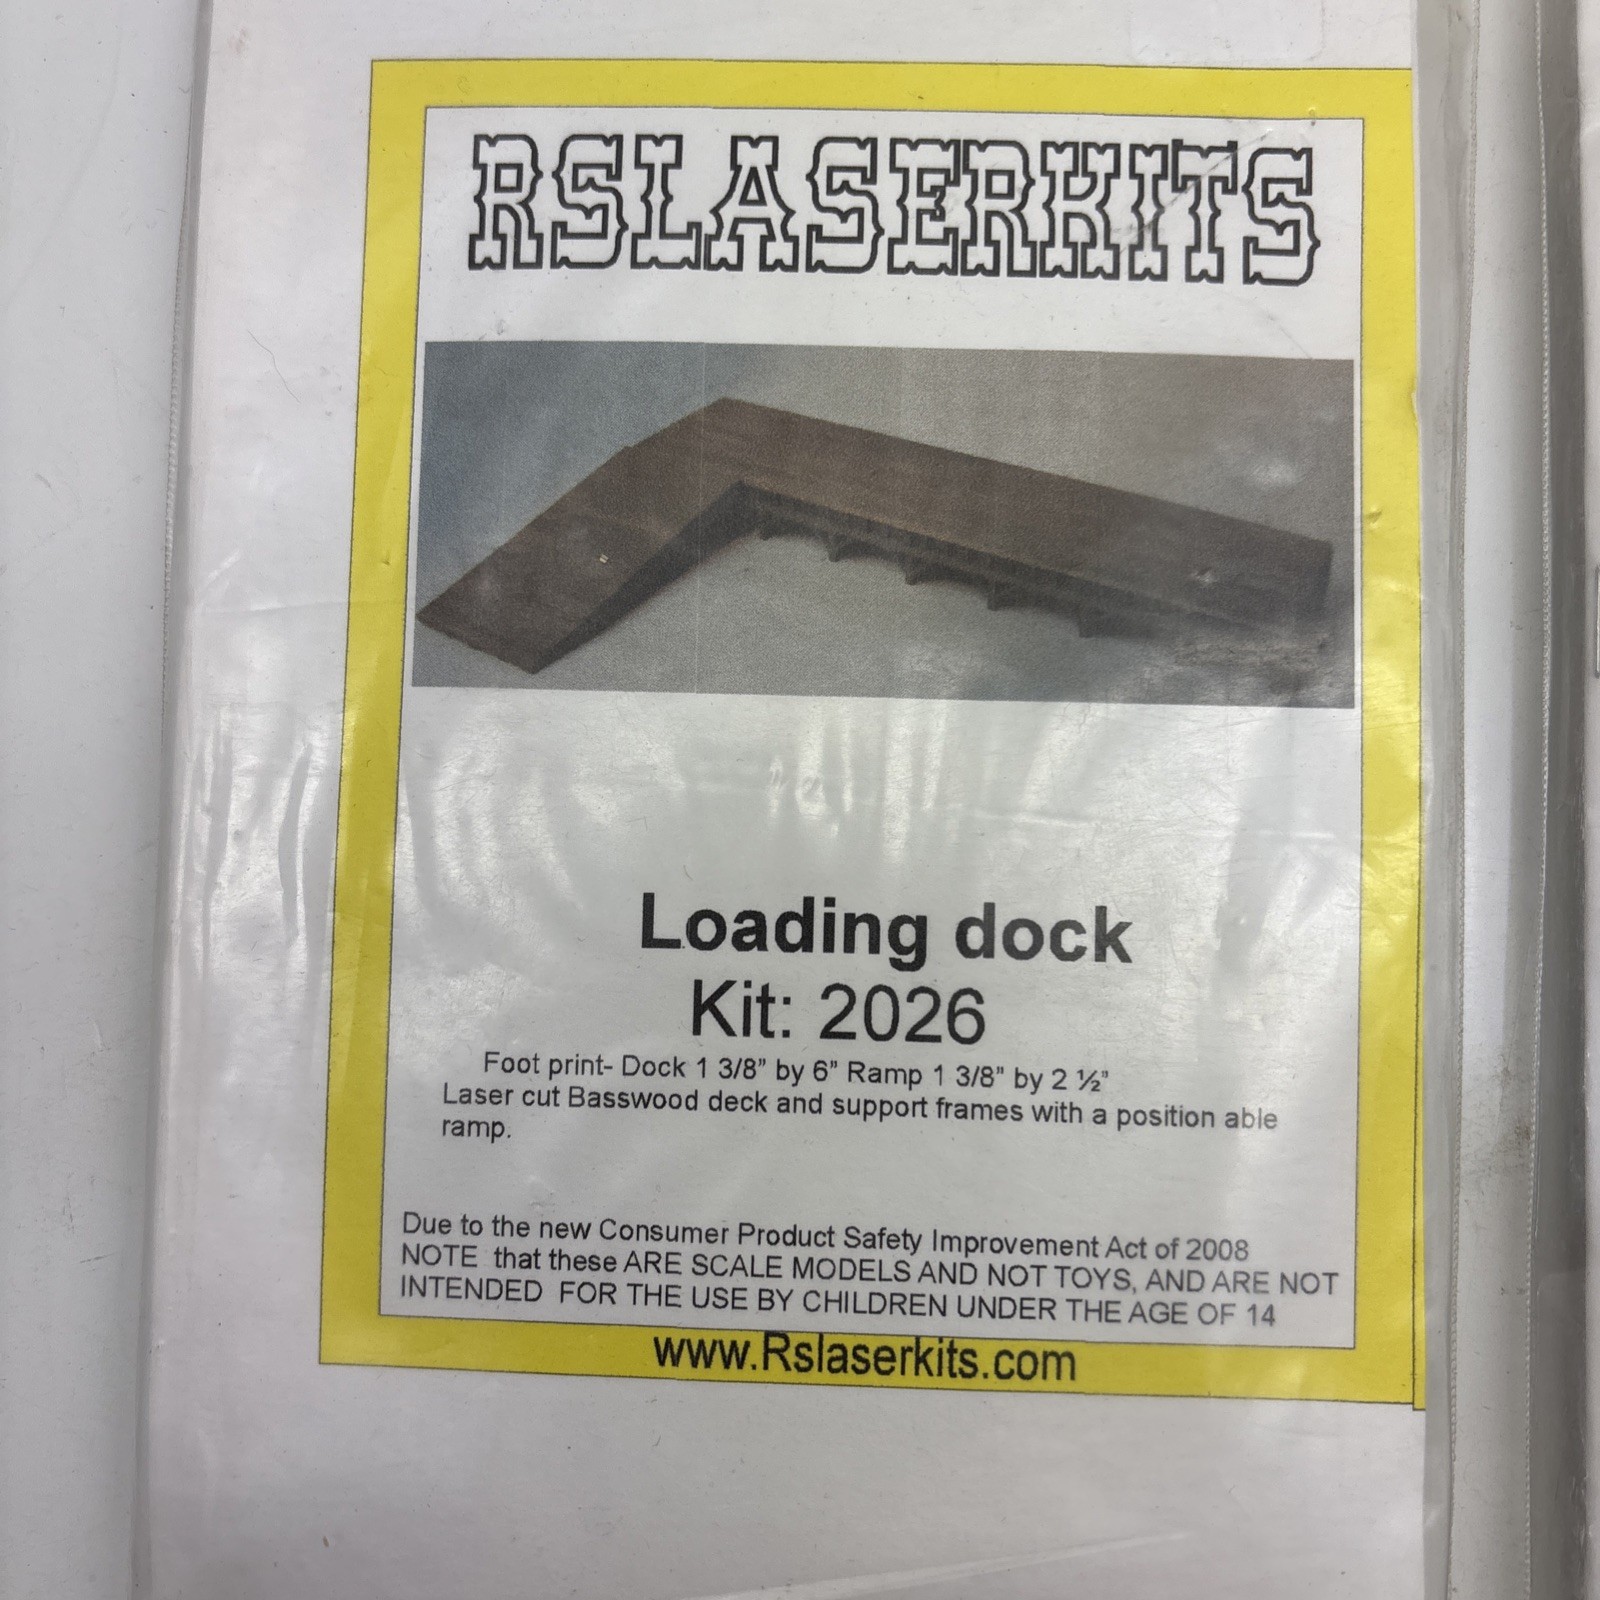 RSLASERKITS
Loading dock
Kit: 2026
Foot print- Dock 1 3/8" by 6" Ramp 1 3/8" by 2 ½"
Laser cut Basswood deck and support frames with a position able
ramp.
Due to the new Consumer Product Safety Improvement Act of 2008
NOTE that these ARE SCALE MODELS AND NOT TOYS, AND ARE NOT
INTENDED FOR THE USE BY CHILDREN UNDER THE AGE OF 14
www.Rslaserkits.com